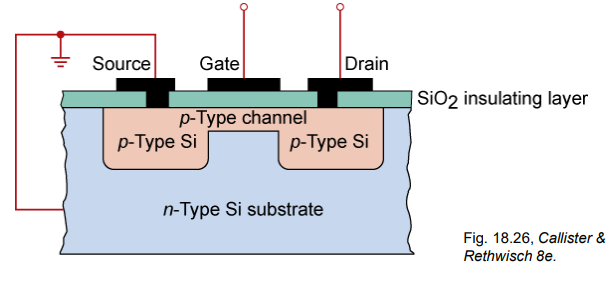 Source Gate Drain
SiO2 insulating layer
p-Type channel
p-Type Si p-Type Si
n-Type Si substrate
Fig. 18.26, Callister &
Rethwisch 8e.